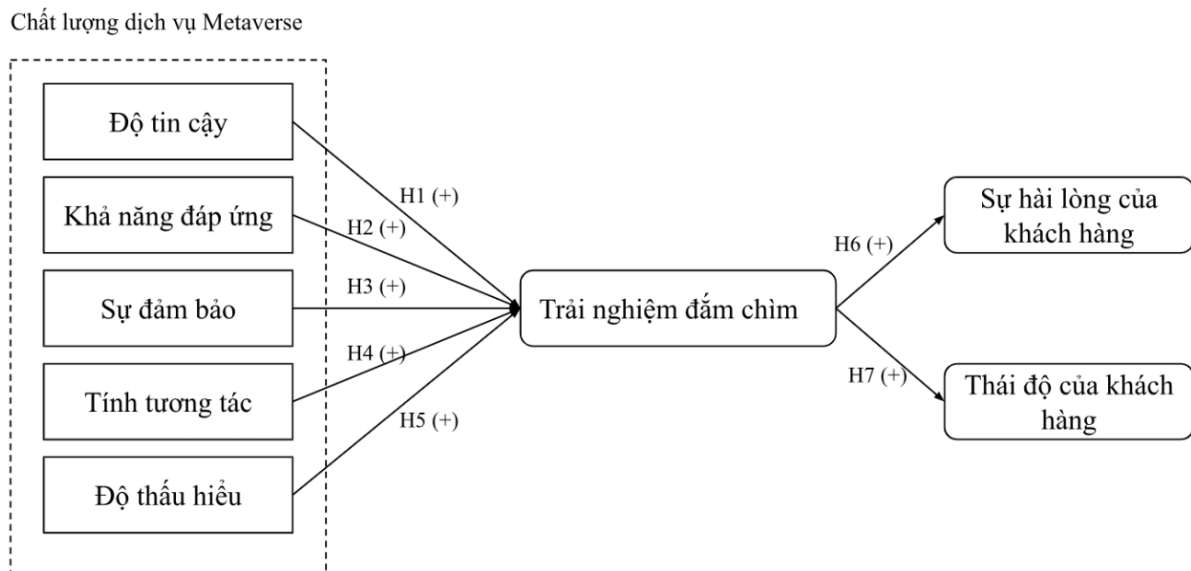 Chất lượng dịch vụ Metaverse
Độ tin cậy
Khả năng đáp ứng
Sự đảm bảo
Tính tương tác
Độ thấu hiểu
H1 (+)
H2 (+)
H3 (+)
H4 (+)
H5 (+)
Trải nghiệm đắm chìm
H6 (+)
H7 (+)
Sự hài lòng của
khách hàng
Thái độ của khách
hàng